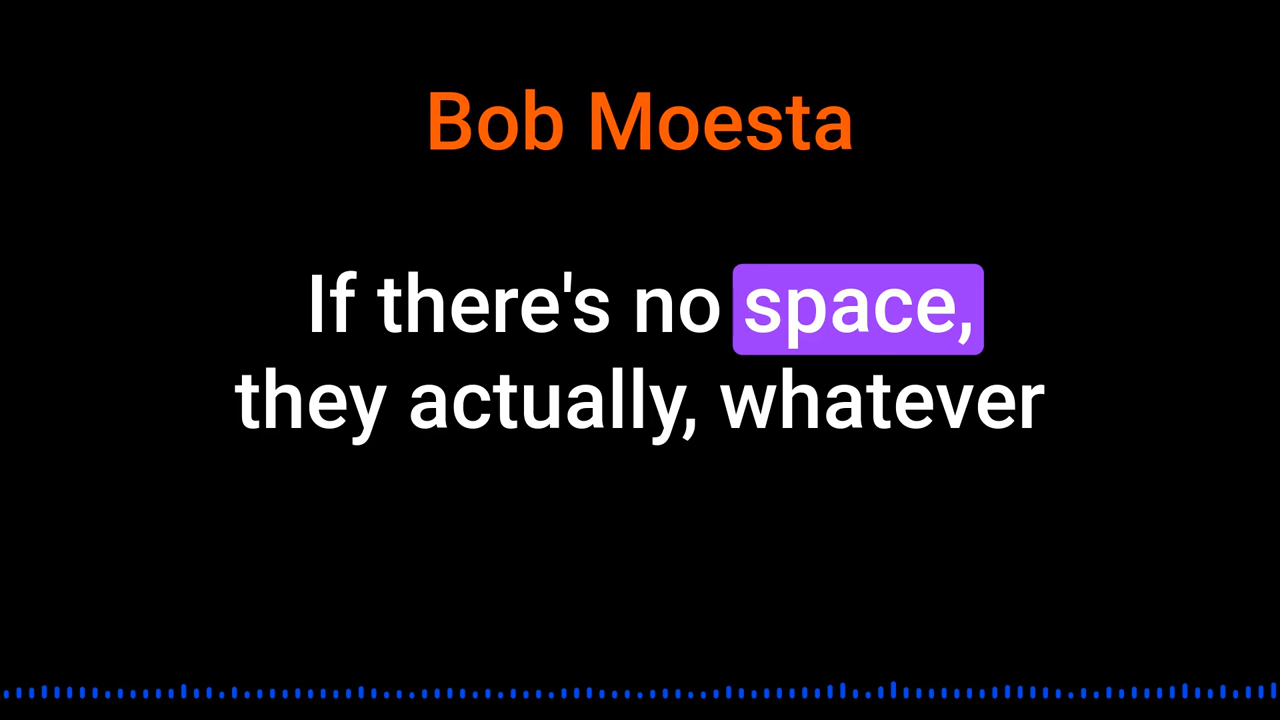 Bob Moesta
If there's no space,
they actually, whatever